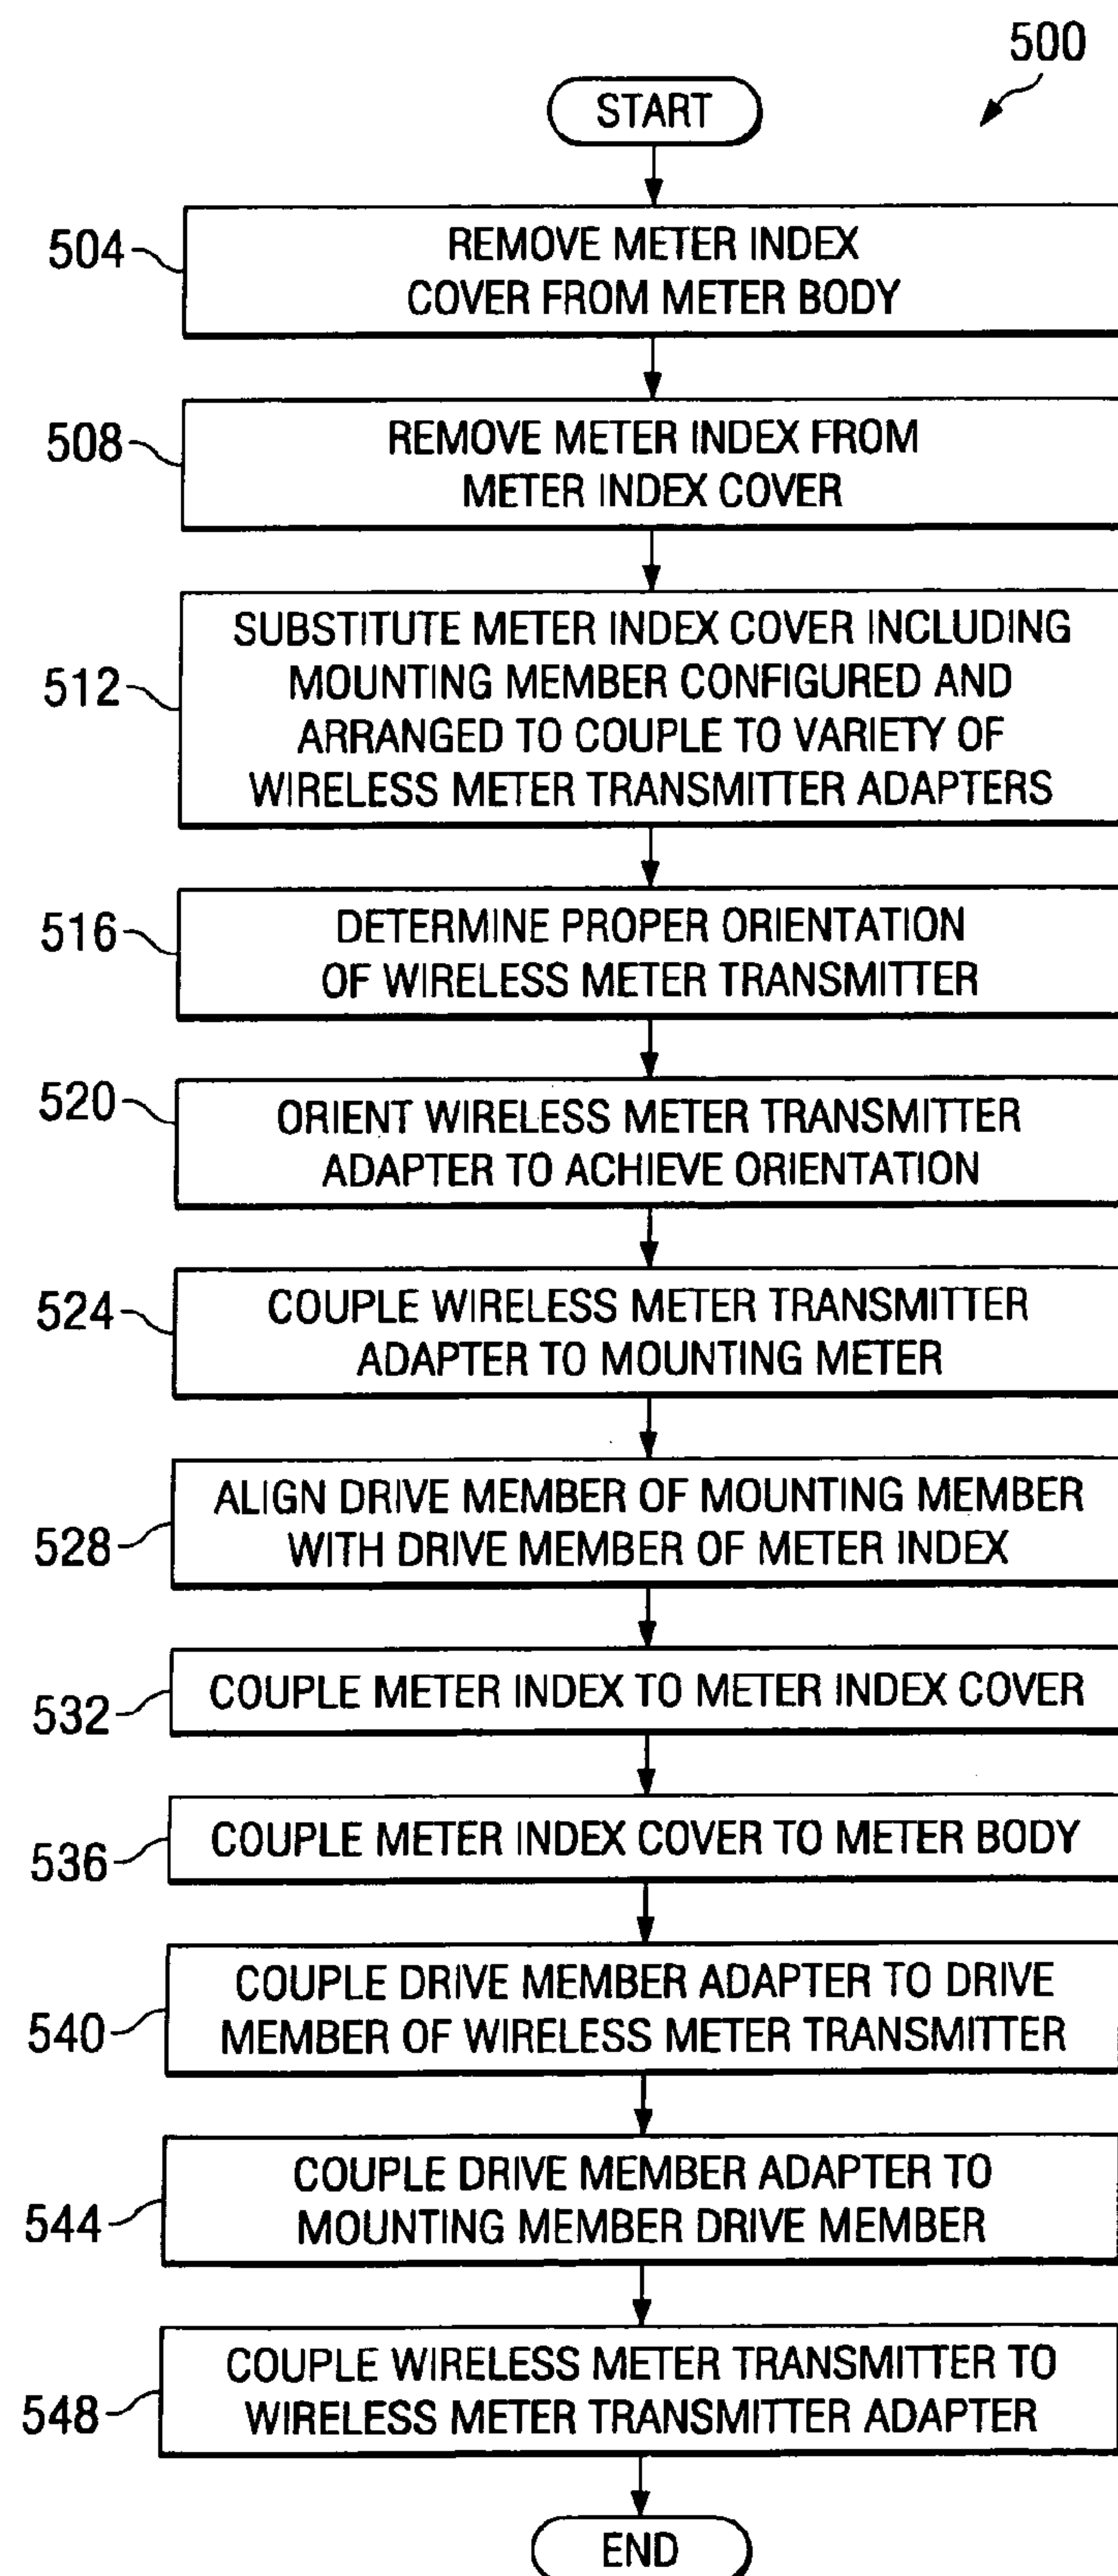 500
START
504
REMOVE METER INDEX
COVER FROM METER BODY
508
REMOVE METER INDEX FROM
METER INDEX COVER
512
SUBSTITUTE METER INDEX COVER INCLUDING
MOUNTING MEMBER CONFIGURED AND
ARRANGED TO COUPLE TO VARIETY OF
WIRELESS METER TRANSMITTER ADAPTERS
516
DETERMINE PROPER ORIENTATION
OF WIRELESS METER TRANSMITTER
520
ORIENT WIRELESS METER TRANSMITTER
ADAPTER TO ACHIEVE ORIENTATION
524
COUPLE WIRELESS METER TRANSMITTER
ADAPTER TO MOUNTING METER
528
ALIGN DRIVE MEMBER OF MOUNTING MEMBER
WITH DRIVE MEMBER OF METER INDEX
532
COUPLE METER INDEX TO METER INDEX COVER
536
COUPLE METER INDEX COVER TO METER BODY
540
COUPLE DRIVE MEMBER ADAPTER TO DRIVE
MEMBER OF WIRELESS METER TRANSMITTER
544
COUPLE DRIVE MEMBER ADAPTER TO
MOUNTING MEMBER DRIVE MEMBER
548
COUPLE WIRELESS METER TRANSMITTER TO
WIRELESS METER TRANSMITTER ADAPTER
END